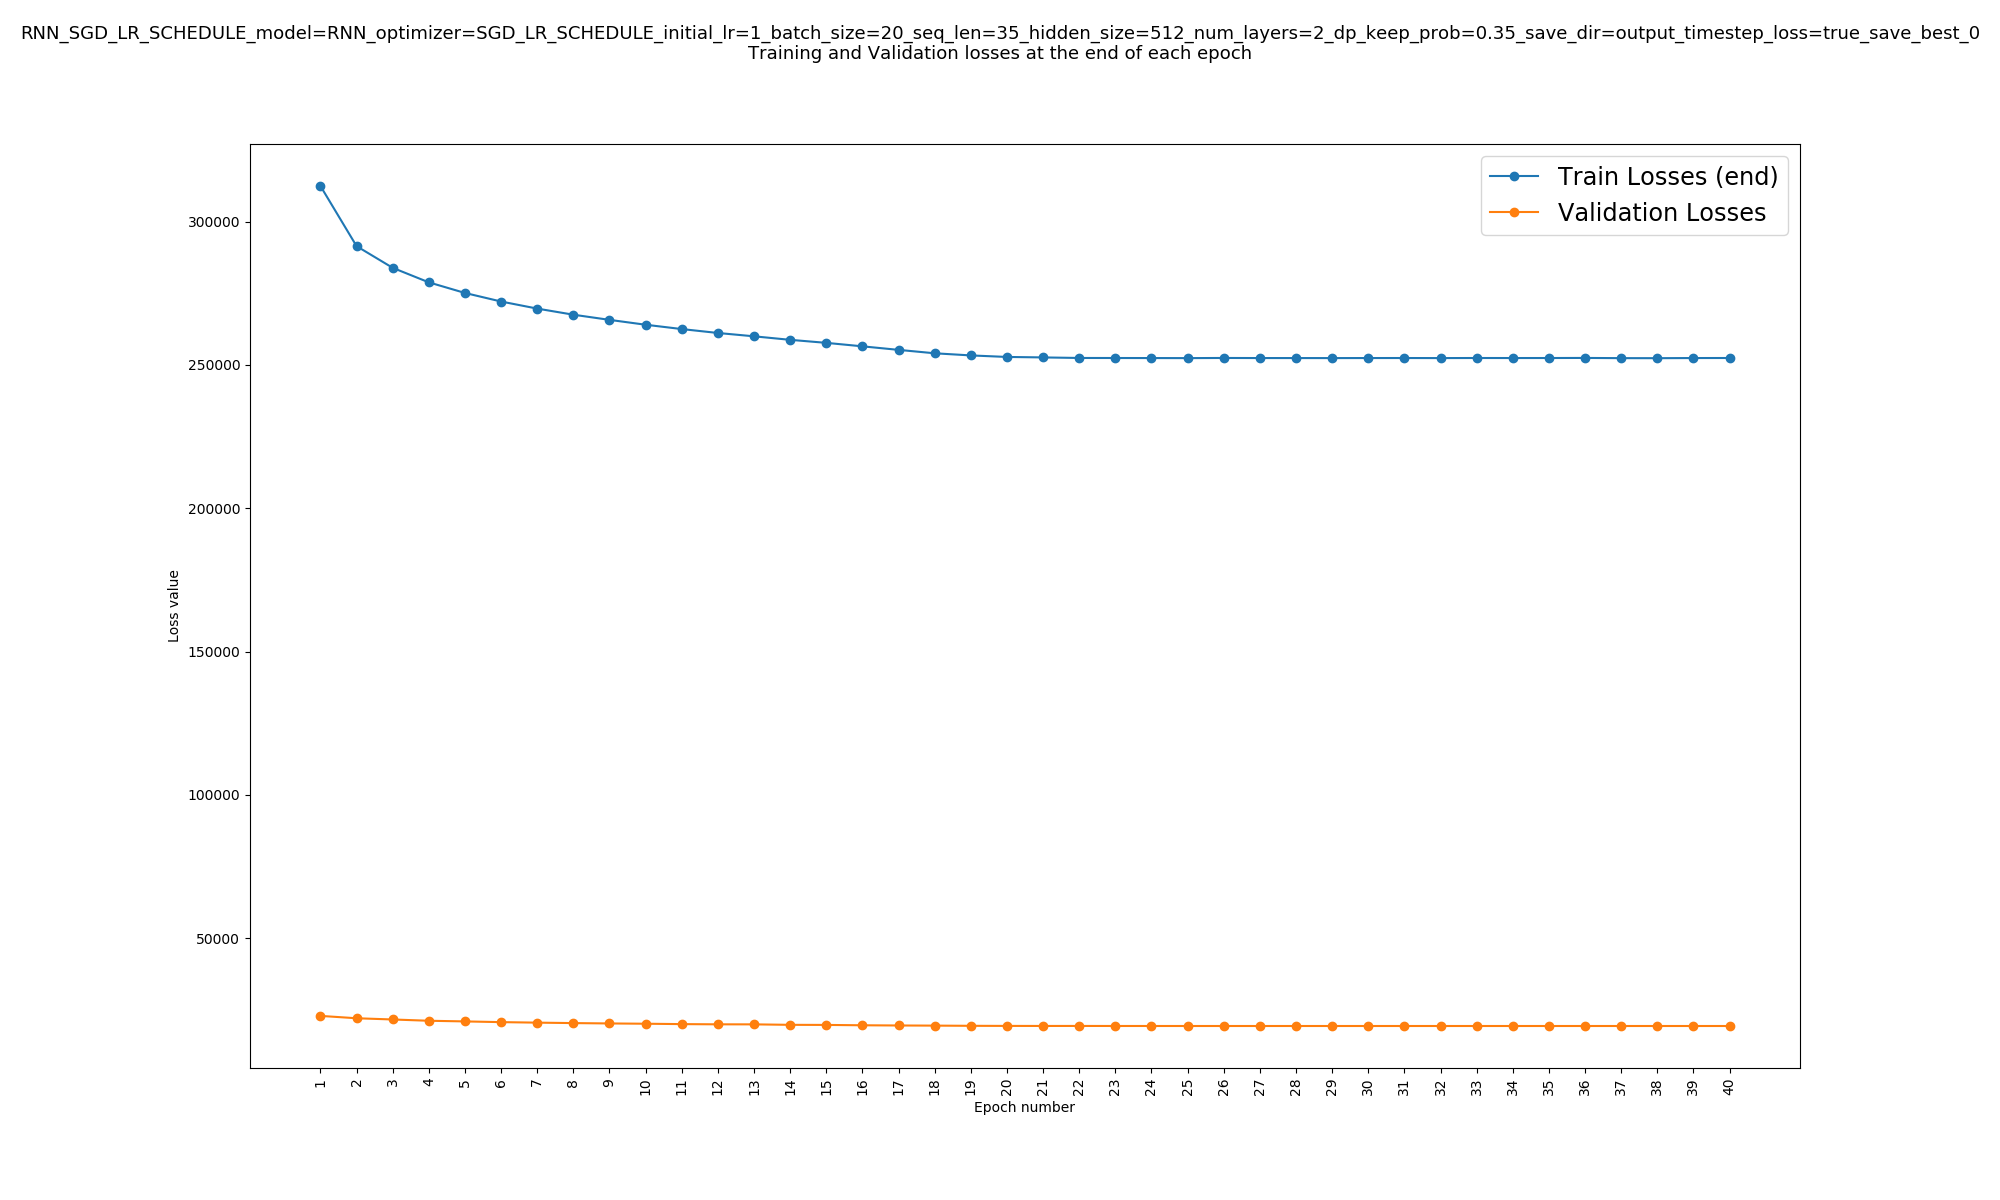 RNN_SGD_LR_SCHEDULE_model=RNN_optimizer=SGD_LR_SCHEDULE_initial_lr=1_batch_size=20_seq_len=35_hidden_size=512_num_layers=2_dp_keep_prob=0.35_save_dir=output_timestep_loss=true_save_best_0
Training and Validation losses at the end of each epoch
Train Losses (end)
Validation Losses
300000
250000
200000
150000
100000
50000
Loss value
1 2 3 4 5 6 7 8 9 10 11 12 13 14 15 16 17 18 19 20 21 22 23 24 25 26 27 28 29 30 31 32 33 34 35 36 37 38 39 40
Epoch number